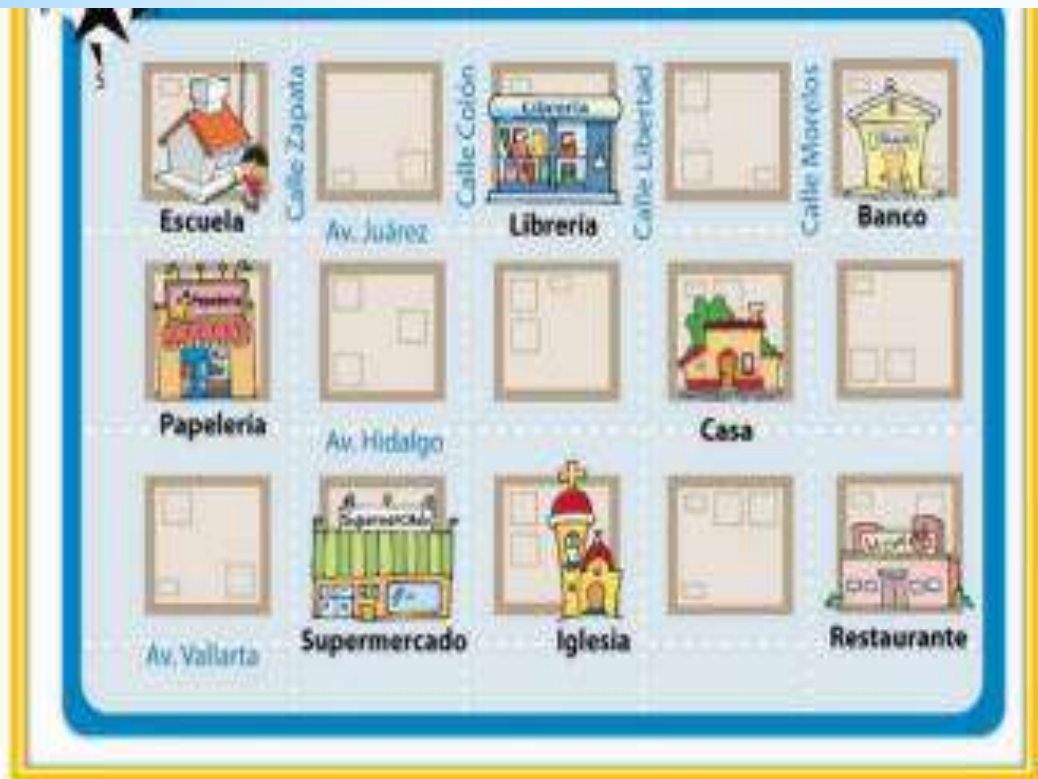 S
Calle Zapata
Calle Colón
Calle Libertad
Calle Morelos
Librería
Escuela
Av. Juárez
Librería
Banco
Papelería
Papelería
Av. Hidalgo
Casa
Supermercado
Av. Vallarta
Supermercado
Iglesia
Restaurante